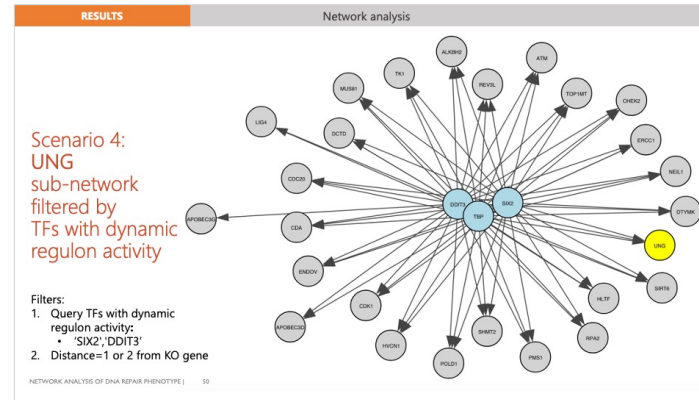 RESULTS
Network analysis
Scenario 4:
UNG
sub-network
filtered by
TFs with dynamic
regulon activity
Filters:
1. Query TFs with dynamic
regulon activity:
• 'SIX2','DDIT3'
2. Distance=1 or 2 from KO gene
NETWORK ANALYSIS OF DNA REPAIR PHENOTYPE |
50
ALKBH2
ATM
TK1
REV3L
MUS81
TOP1MT
CHEK2
LIG4
DCTD
ERCC1
NEIL1
CDC20
DDIT3
SIX2
TBP
DTYMK
APOBEC3G
CDA
UNG
ENDOV
SIRT6
CDK1
HLTF
APOBEC3D
SHMT2
RPA2
HVCN1
PMS1
POLD1